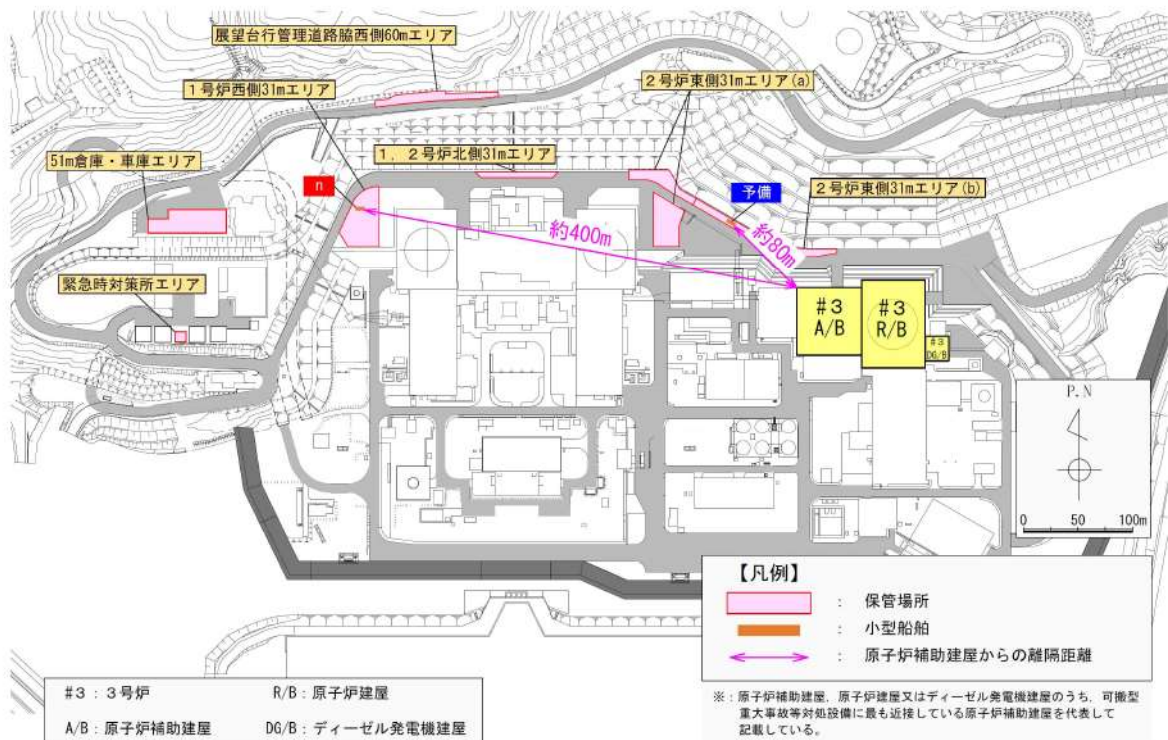 展望台行管理道路脇西側60mエリア
1号炉西側31mエリア
2号炉東側31mエリア(a)
51m倉庫・車庫エリア
1, 2号炉北側31mエリア
n
予備
2号炉東側31mエリア(b)
約400m
約80m
緊急時対策所エリア
#3
A/B
#3
R/B
#3
DG/B
P.N
0 50 100m
【凡例】
: 保管場所
: 小型船舶
: 原子炉補助建屋からの離隔距離
#3:3号炉 R/B:原子炉建屋
A/B:原子炉補助建屋 DG/B:ディーゼル発電機建屋
※:原子炉補助建屋, 原子炉建屋又はディーゼル発電機建屋のうち, 可搬型
重大事故等対処設備に最も近接している原子炉補助建屋を代表して
記載している。